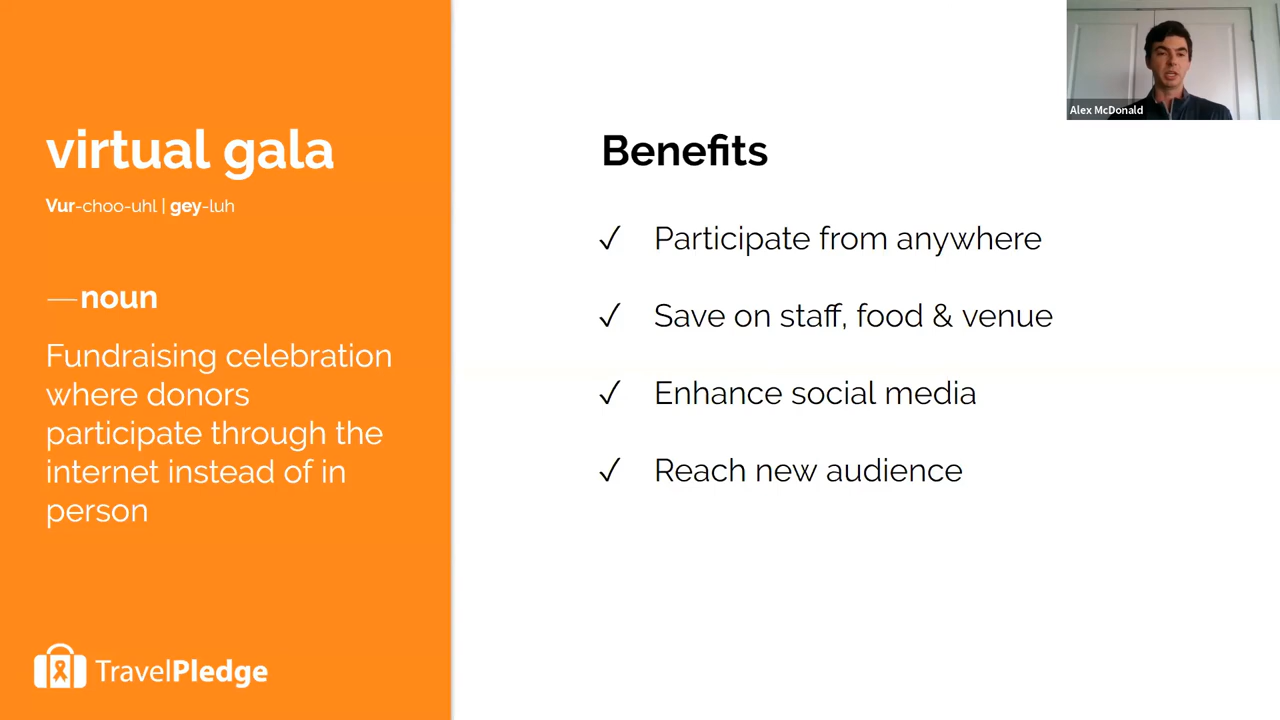 virtual gala
Vur-choo-uhl | gey-luh
—noun
Fundraising celebration
where donors
participate through the
internet instead of in
person
TravelPledge
Benefits
✓ Participate from anywhere
✓ Save on staff, food & venue
✓ Enhance social media
✓ Reach new audience
Alex McDonald